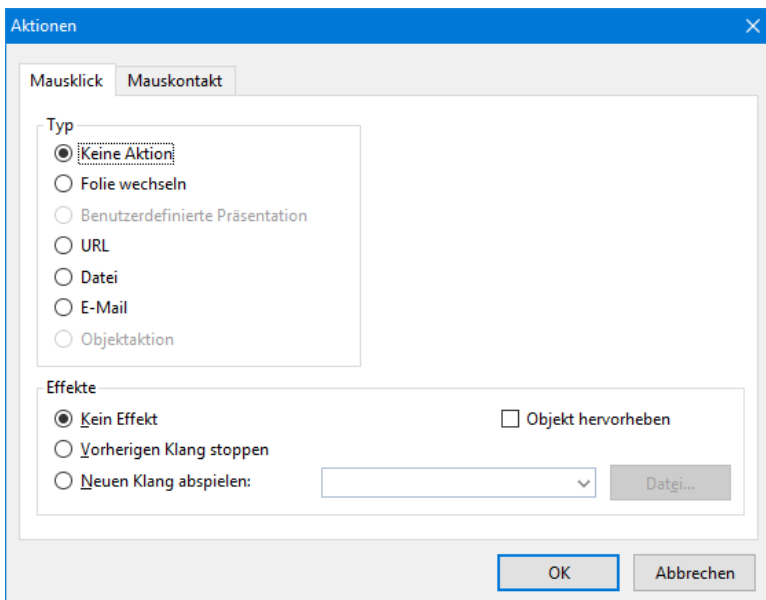 Aktionen
Mausklick Mauskontakt
Typ
Keine Aktion
Folie wechseln
Benutzerdefinierte Präsentation
URL
Datei
E-Mail
Objektaktion
Effekte
Kein Effekt Objekt hervorheben
Vorherigen Klang stoppen
Neuen Klang abspielen: Datei...
OK Abbrechen